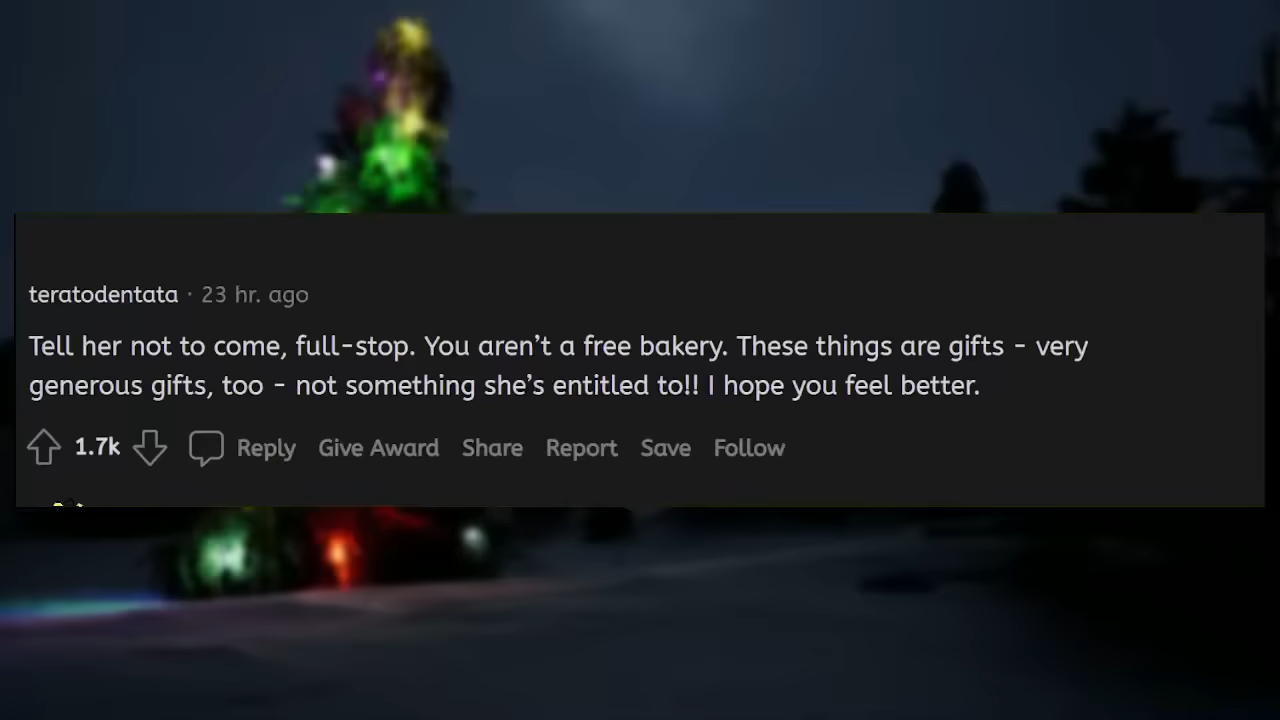 teratodentata · 23 hr. ago
Tell her not to come, full-stop. You aren’t a free bakery. These things are gifts - very
generous gifts, too - not something she’s entitled to!! I hope you feel better.
1.7k Reply Give Award Share Report Save Follow